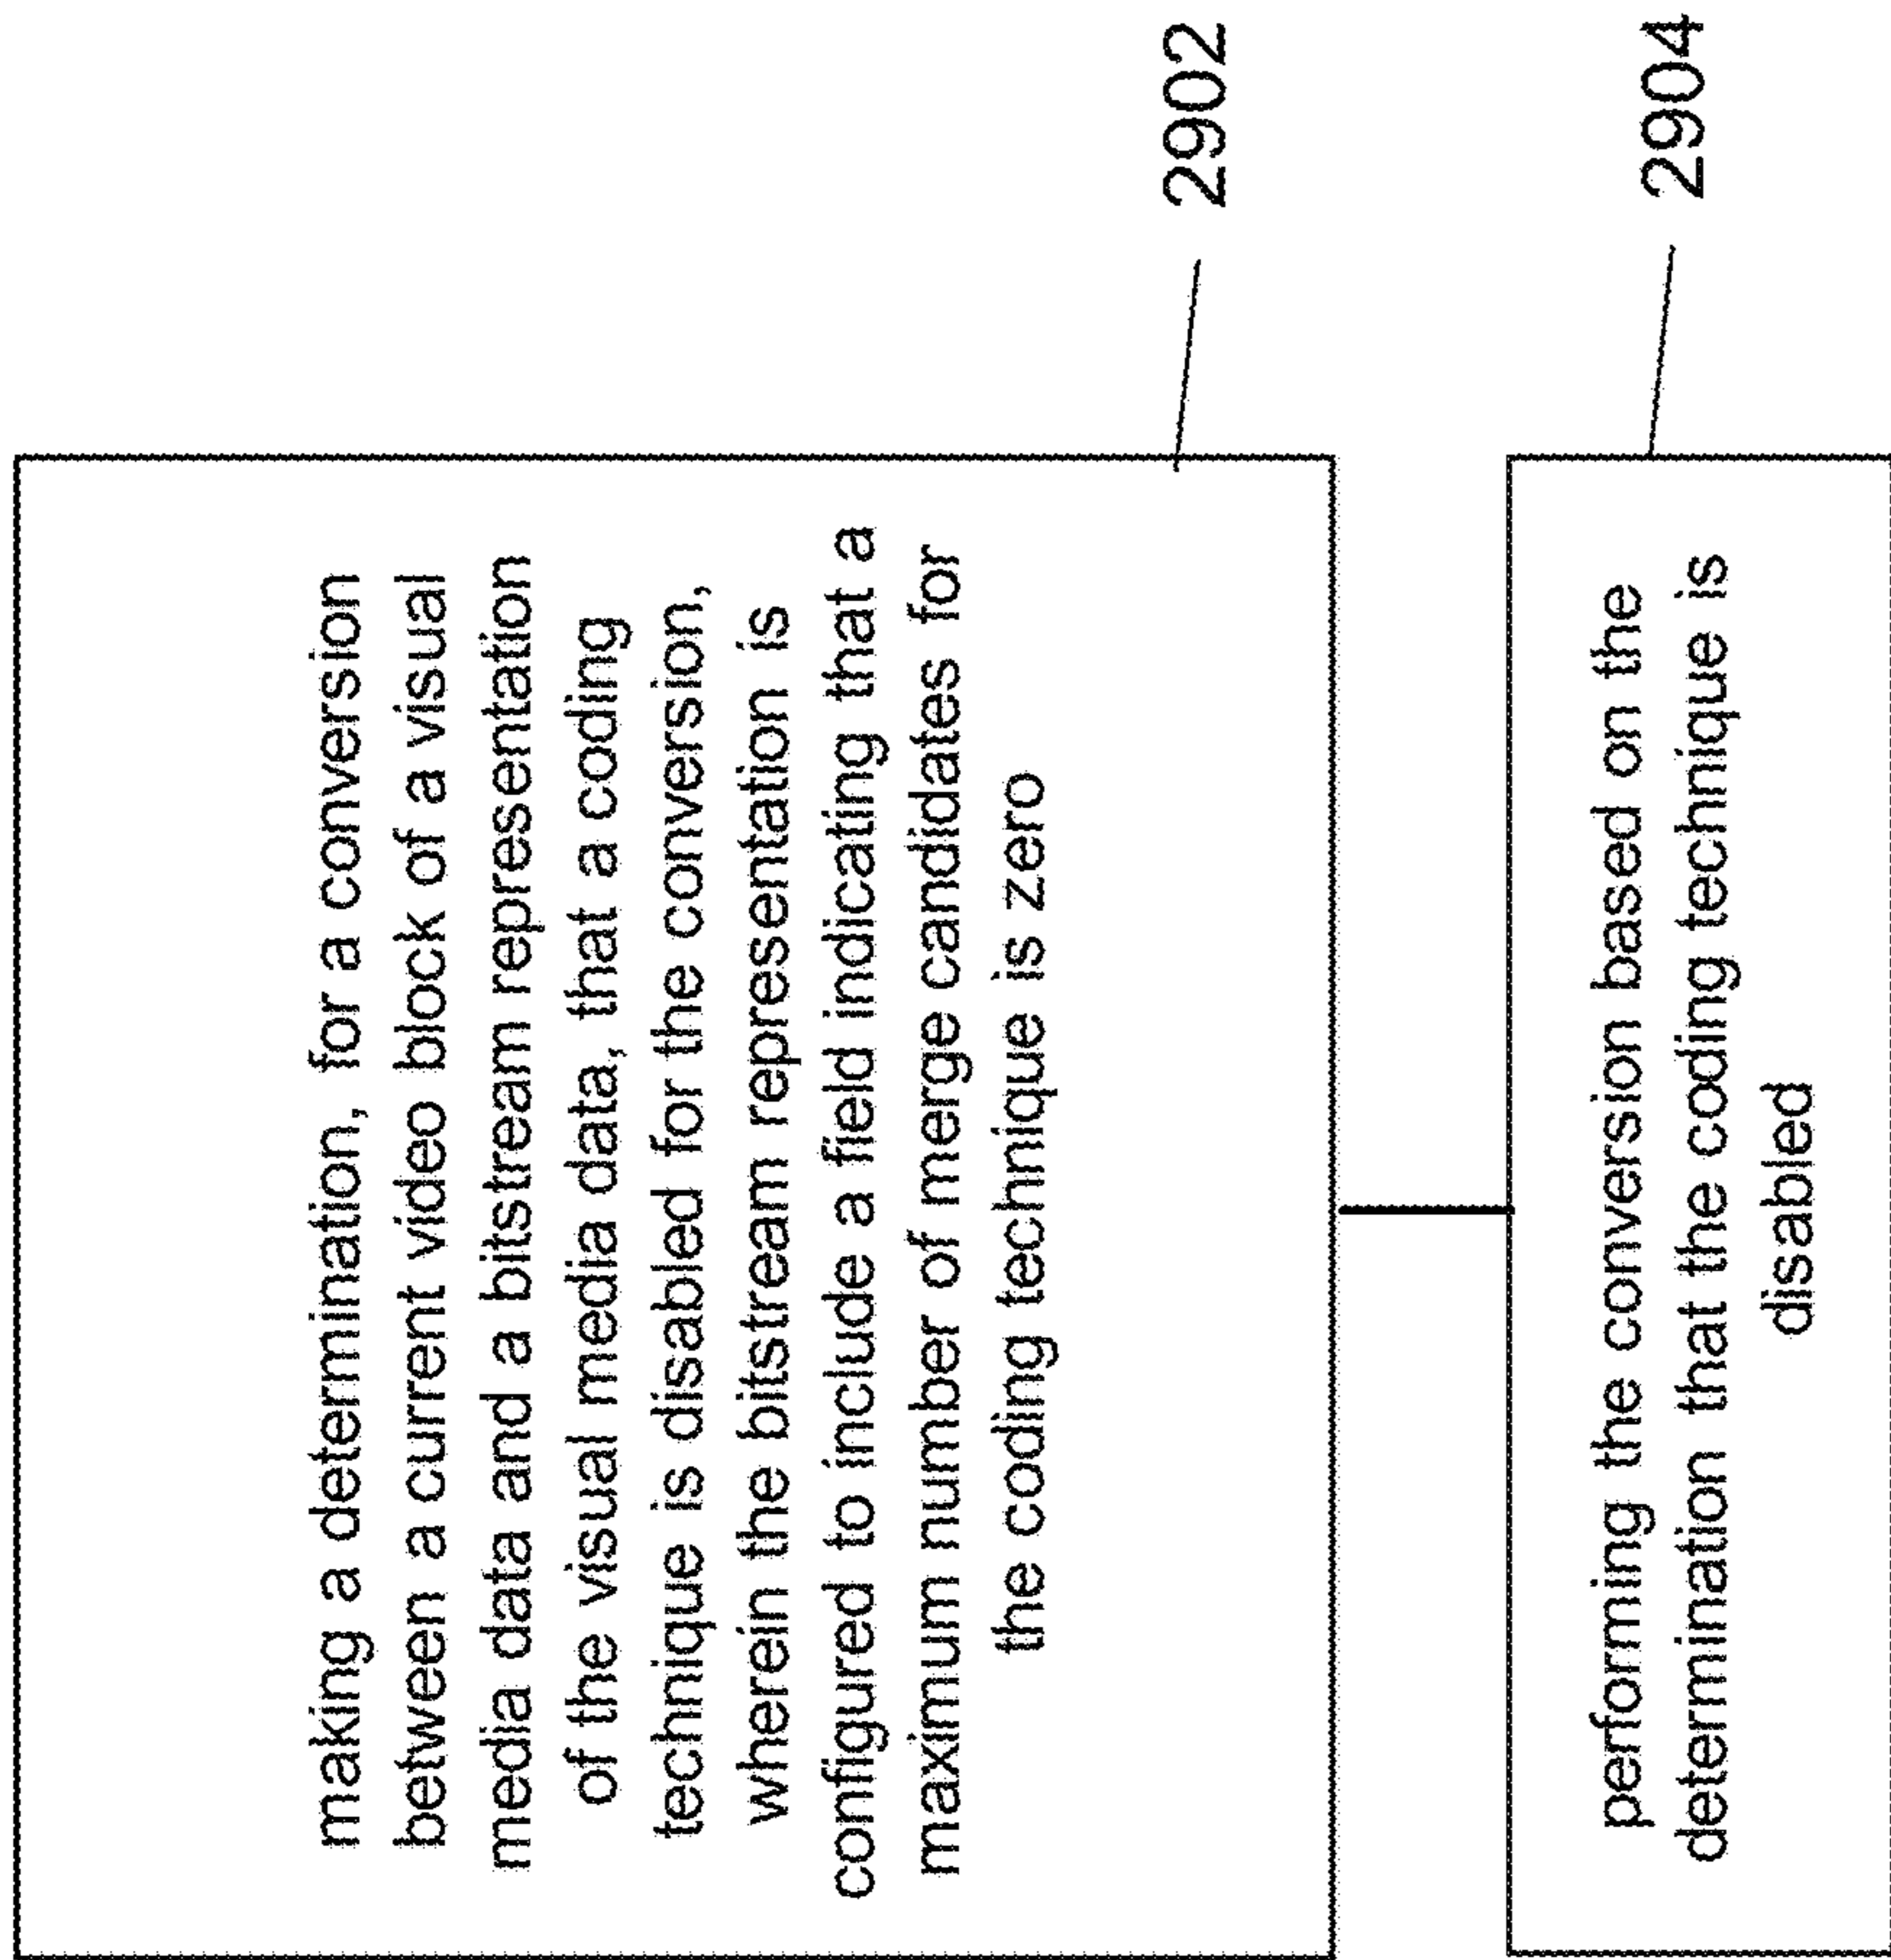 making a determination, for a conversion
between a current video block of a visual
media data and a bitstream representation
of the visual media data, that a coding
technique is disabled for the conversion,
wherein the bitstream representation is
configured to include a field indicating that a
maximum number of merge candidates for
the coding technique is zero
2902
performing the conversion based on the
determination that the coding technique is
disabled
2904